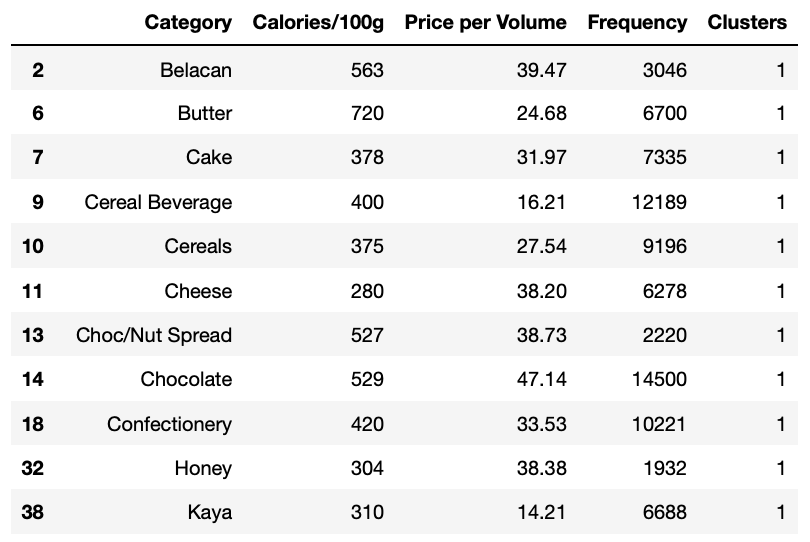 Category Calories/100g Price per Volume Frequency Clusters
2 Belacan 563 39.47 3046 1
6 Butter 720 24.68 6700 1
7 Cake 378 31.97 7335 1
9 Cereal Beverage 400 16.21 12189 1
10 Cereals 375 27.54 9196 1
11 Cheese 280 38.20 6278 1
13 Choc/Nut Spread 527 38.73 2220 1
14 Chocolate 529 47.14 14500 1
18 Confectionery 420 33.53 10221 1
32 Honey 304 38.38 1932 1
38 Kaya 310 14.21 6688 1